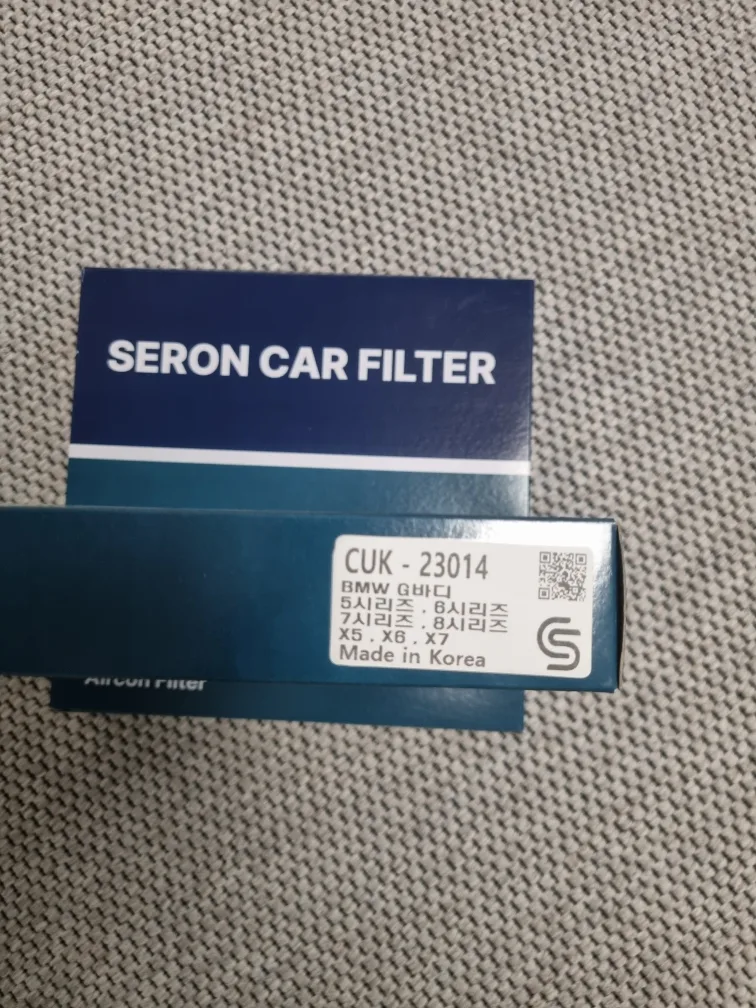 SERON CAR FILTER
CUK - 23014
BMW G바디
5시리즈 . 6시리즈
7시리즈 . 8시리즈
X5 . X6 . X7
Made in Korea
Aircon Filter